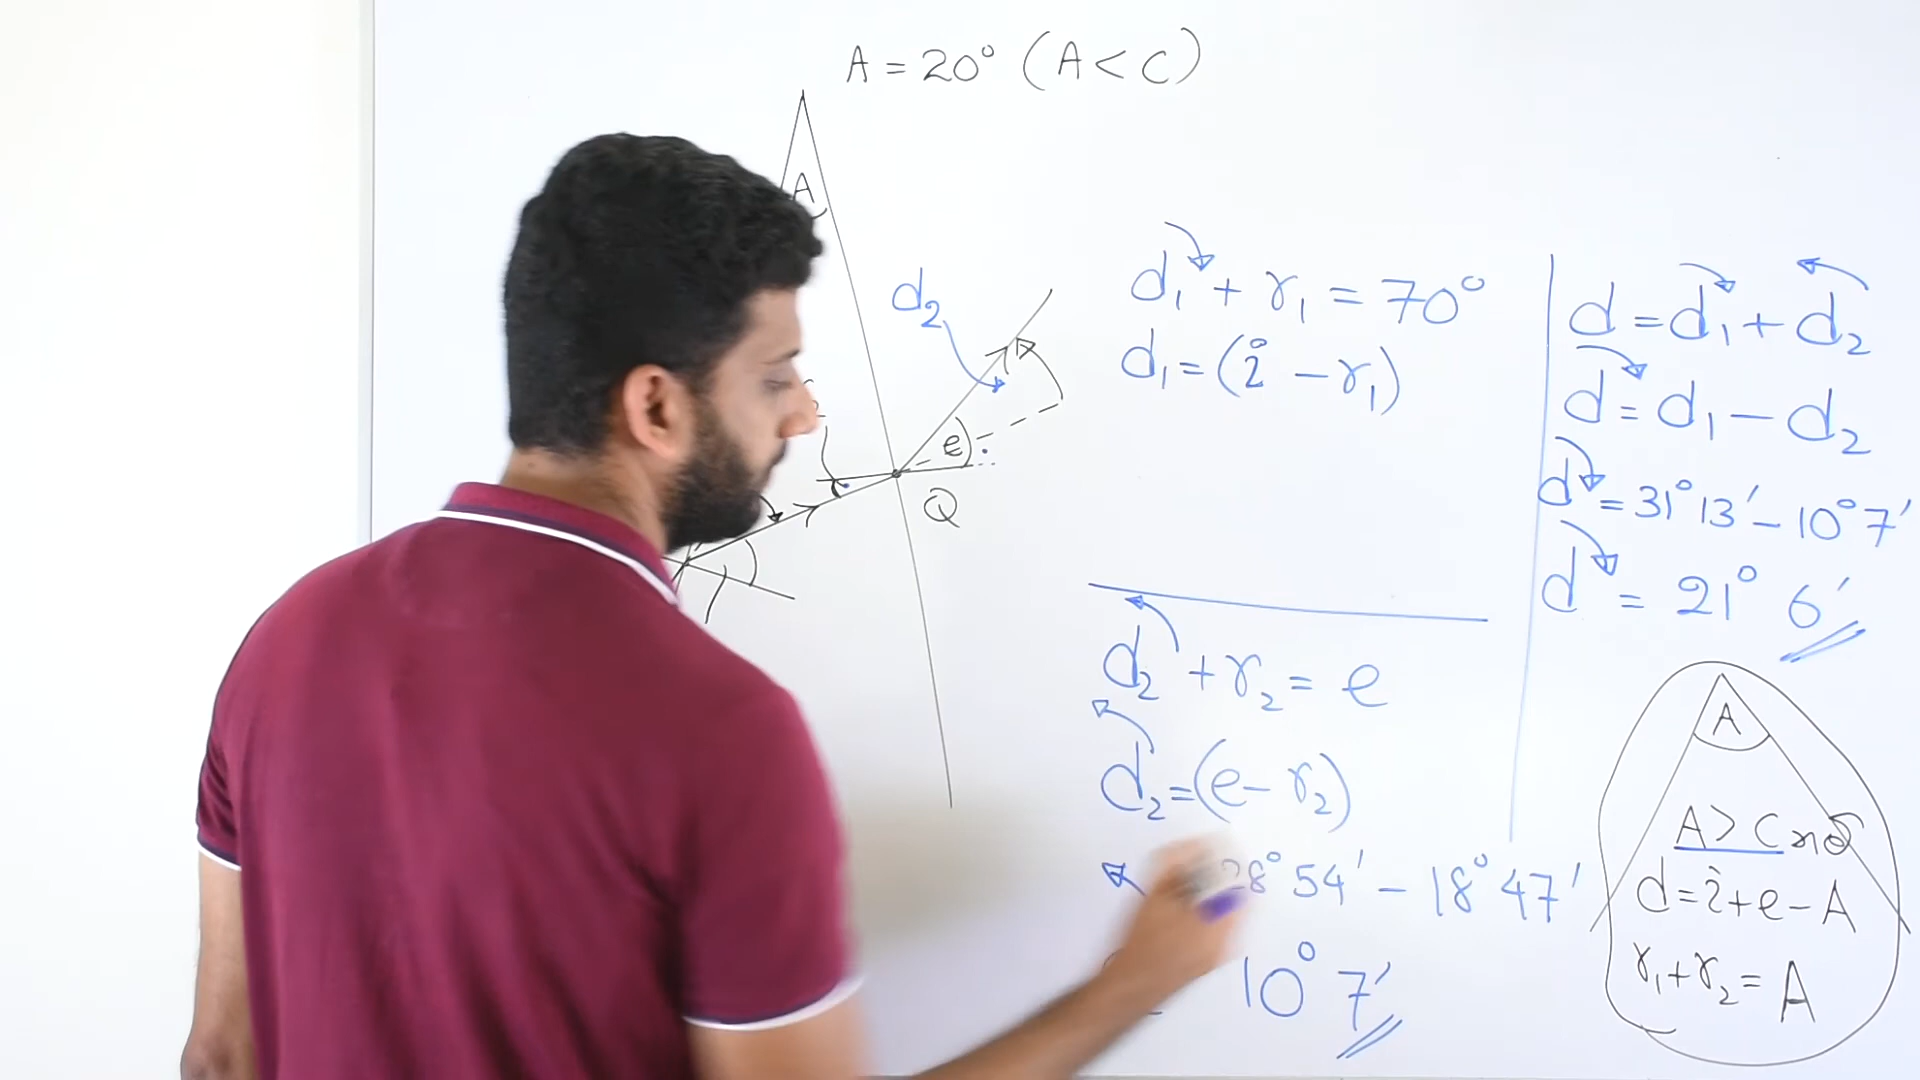 A = 20° (A < C)
A
d₂
e
Q
d₁ + r₁ = 70°
d₁ = (i - r₁)
d₂ + r₂ = e
d₂ = (e - r₂)
28° 54′ - 18° 47′
10° 7′
d = d₁ + d₂
d = d₁ - d₂
d = 31° 13′ - 10° 7′
d = 21° 6′
A
A > C
d = i + e - A
r₁ + r₂ = A